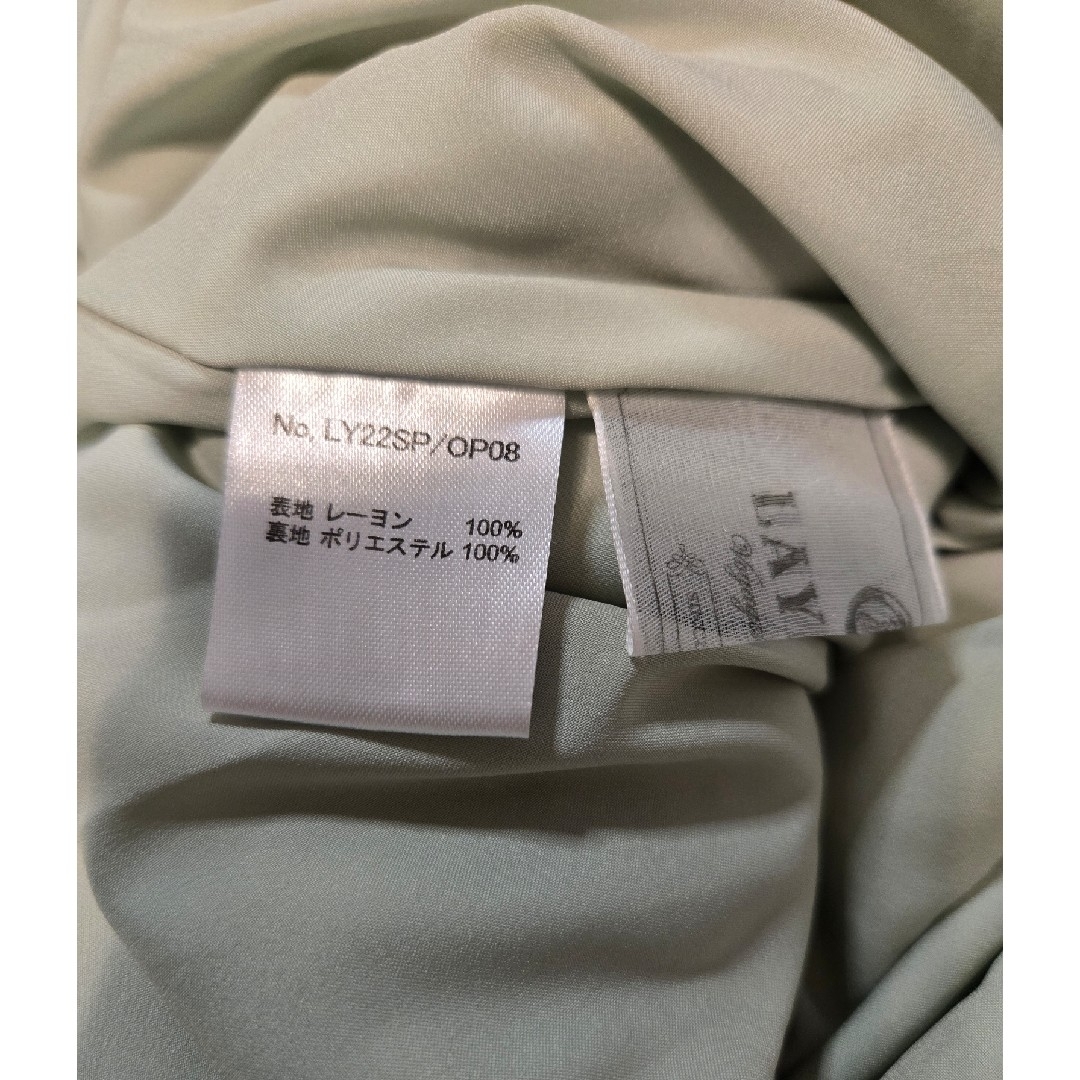 No, LY22SP/OP08
表地 レーヨン 100%
裏地 ポリエステル 100%
LAY